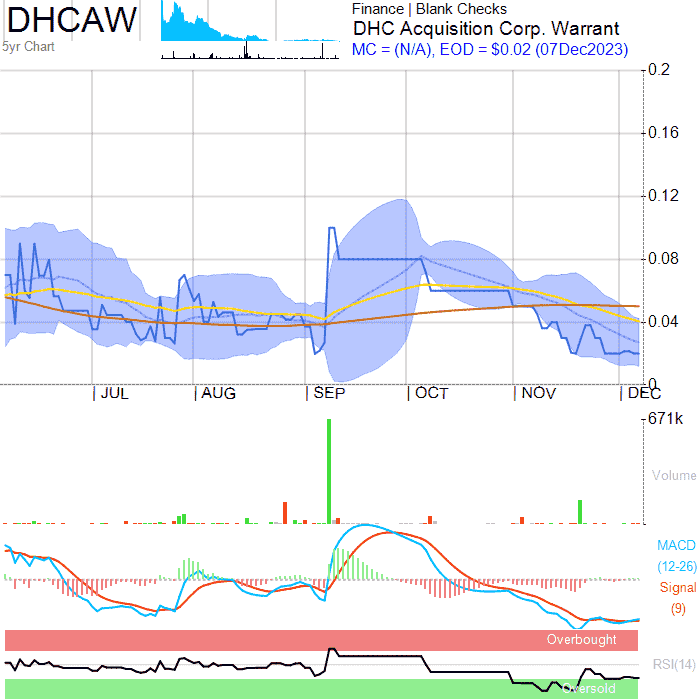 DHCAW
5yr Chart
Finance | Blank Checks
DHC Acquisition Corp. Warrant
MC = (N/A), EOD = $0.02 (07Dec2023)
0.2
0.16
0.12
0.08
0.04
0
JUL AUG SEP OCT NOV DEC
671k
Volume
MACD
(12-26)
Signal
(9)
Overbought
RSI(14)
Oversold